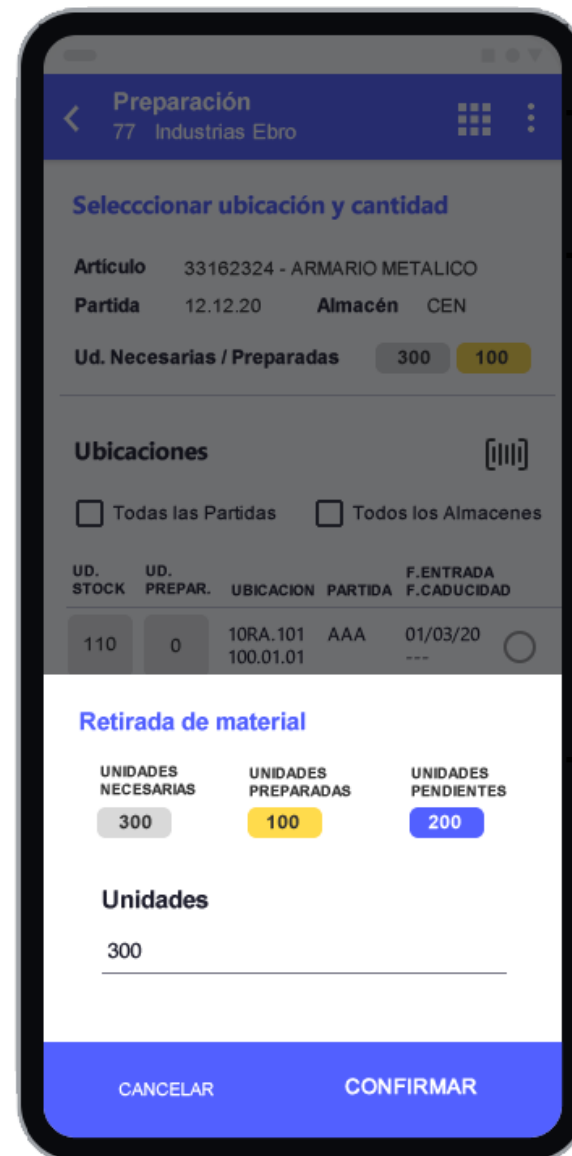 Preparación
77 Industrias Ebro
Selecccionar ubicación y cantidad
Artículo 33162324 - ARMARIO METALICO
Partida 12.12.20 Almacén CEN
Ud. Necesarias / Preparadas 300 100
Ubicaciones
Todas las Partidas Todos los Almacenes
UD. UD. F.ENTRADA
STOCK PREPAR. UBICACION PARTIDA F.CADUCIDAD
110 0 10RA.101 AAA 01/03/20
100.01.01 ---
Retirada de material
UNIDADES UNIDADES UNIDADES
NECESARIAS PREPARADAS PENDIENTES
300 100 200
Unidades
300
CANCELAR CONFIRMAR